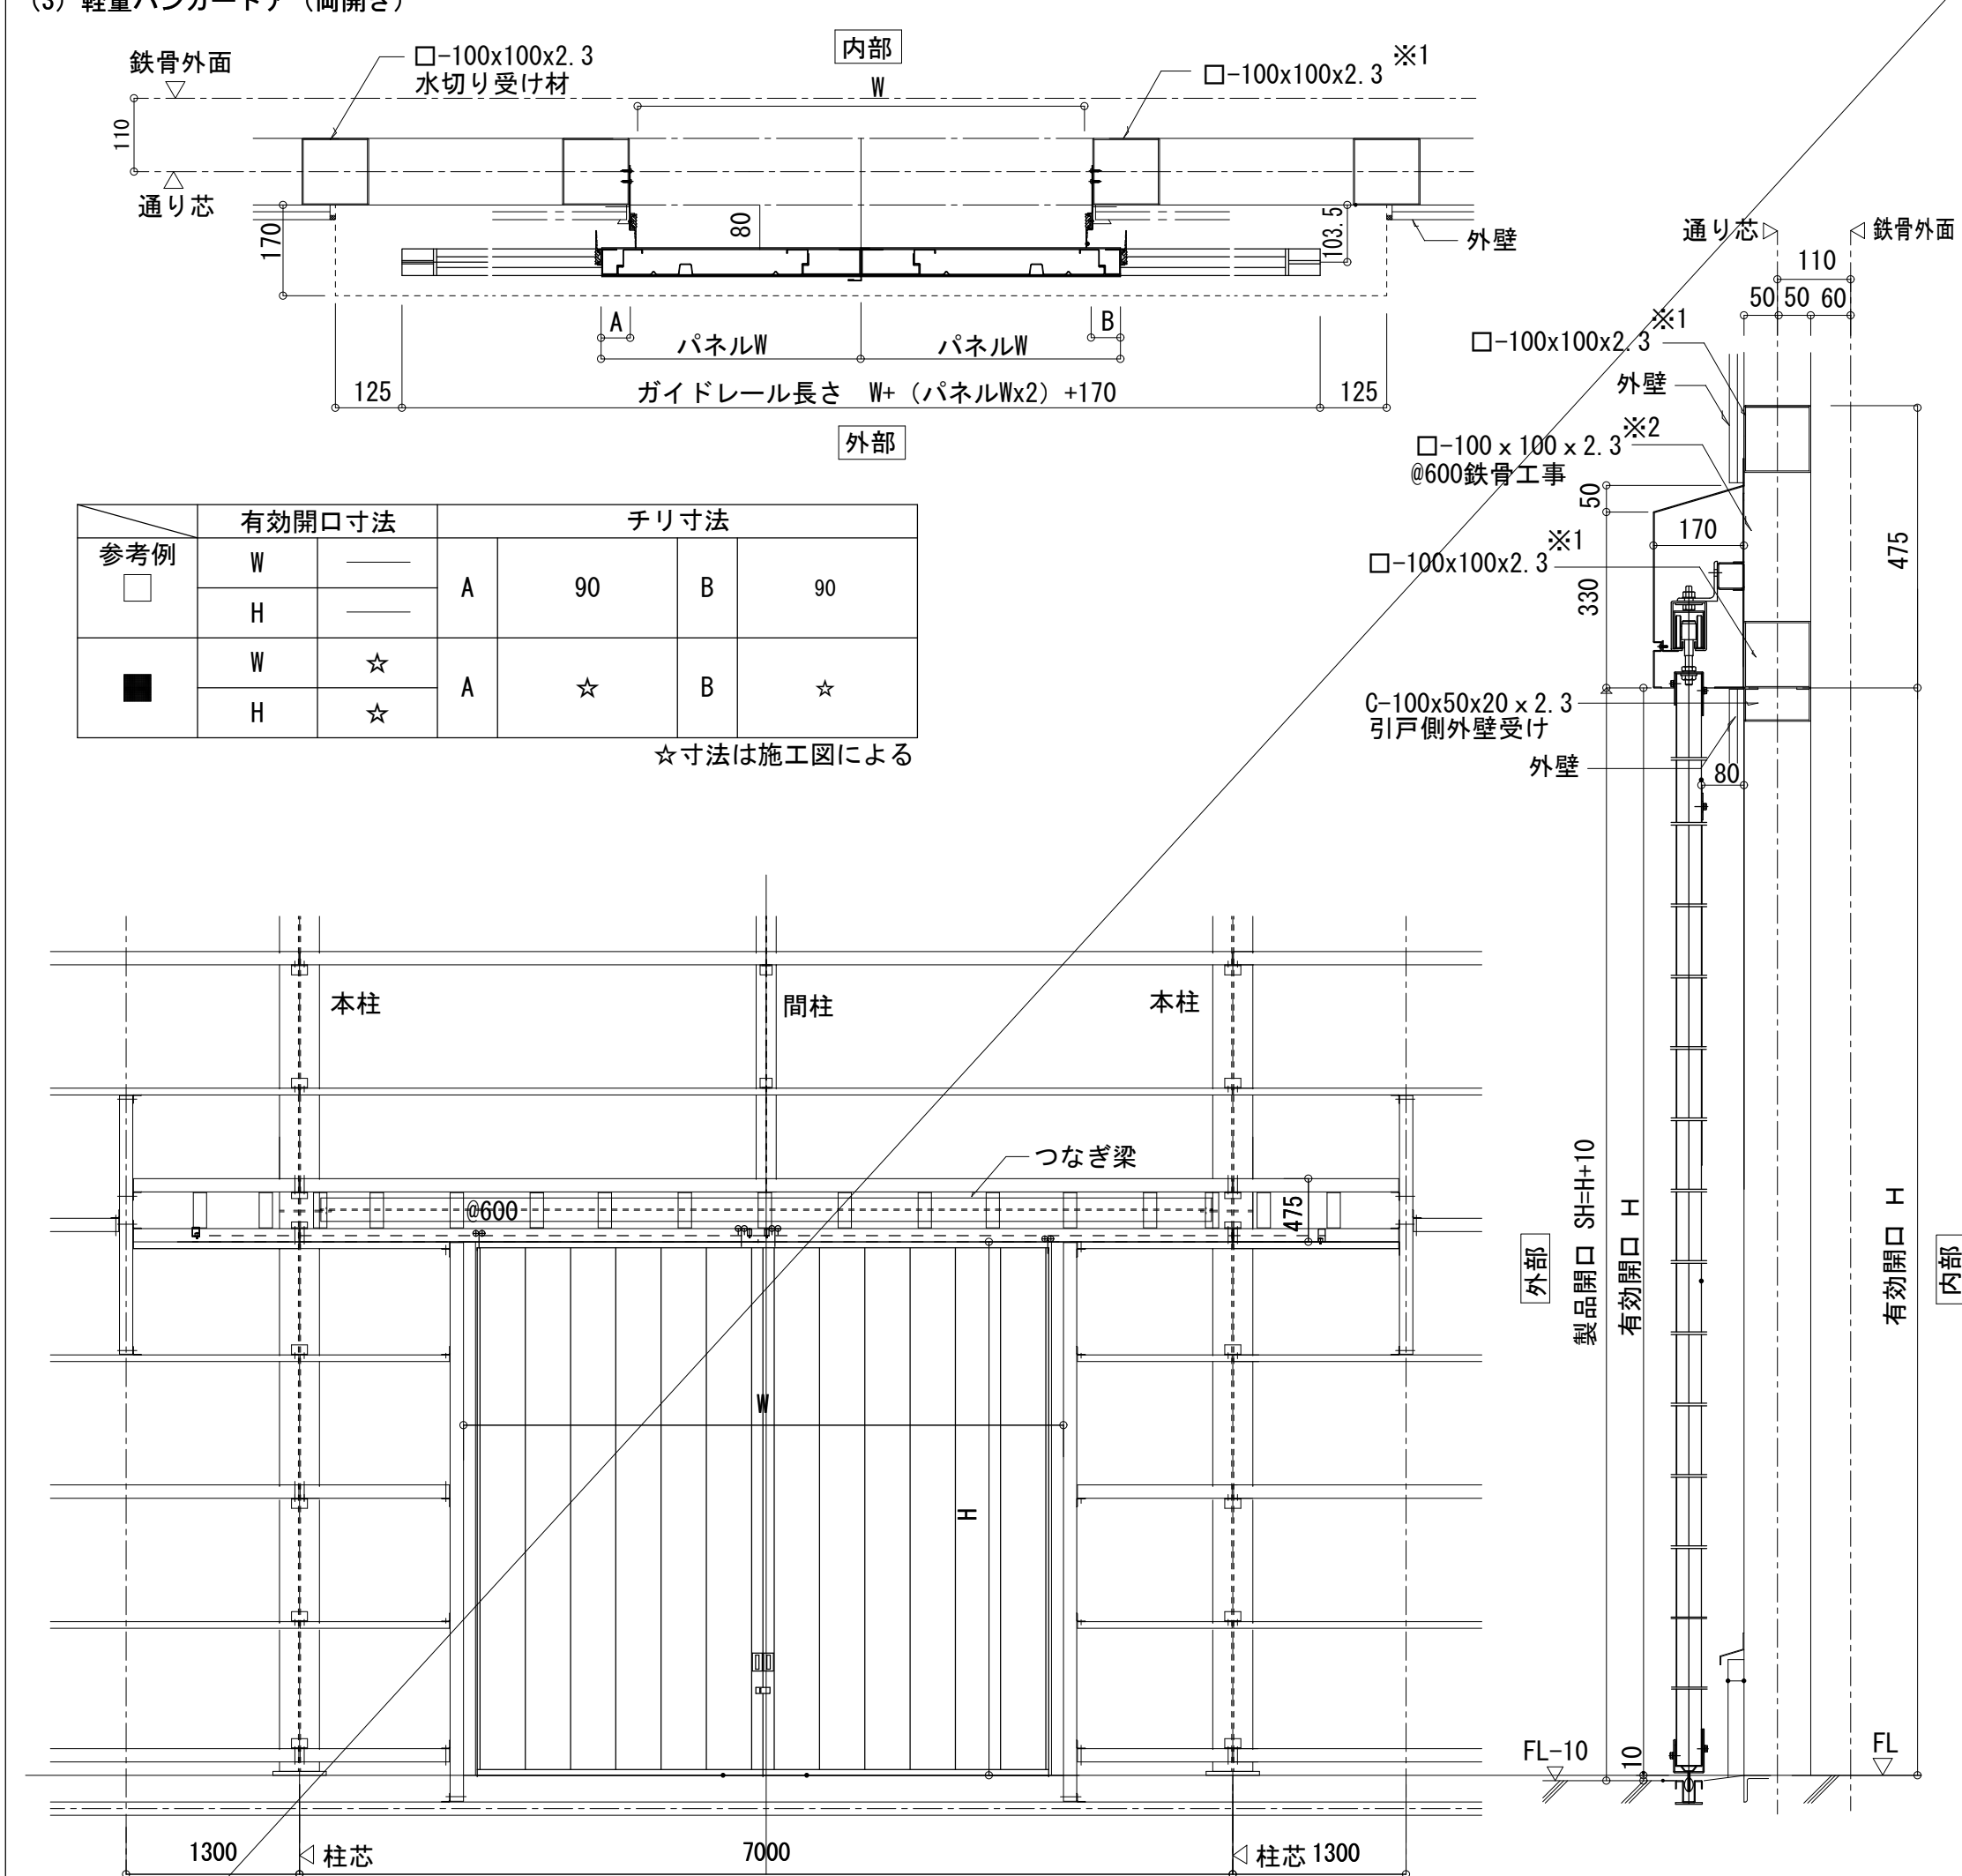 (3) 軽量ハンガードア（両開き）
鉄骨外面
110
通り芯
□-100x100x2.3
水切り受け材
内部
W
□-100x100x2.3 ※1
170
80
103.5
外壁
A
B
パネルW
パネルW
125
ガイドレール長さ　W+（パネルWx2）+170
125
外部
有効開口寸法
チリ寸法
参考例
□
W
H
A
90
B
90
■
W
☆
H
☆
A
☆
B
☆
☆寸法は施工図による
通り芯
鉄骨外面
110
50
50
60
□-100x100x2.3 ※1
外壁
□-100x100x2.3 ※2
@600鉄骨工事
50
170
□-100x100x2.3 ※1
330
475
C-100x50x20x2.3
引戸側外壁受け
外壁
80
外部
製品開口 SH=H+10
有効開口 H
有効開口 H
内部
FL-10
10
FL
本柱
間柱
本柱
つなぎ梁
@600
475
W
H
1300
柱芯
7000
柱芯
1300